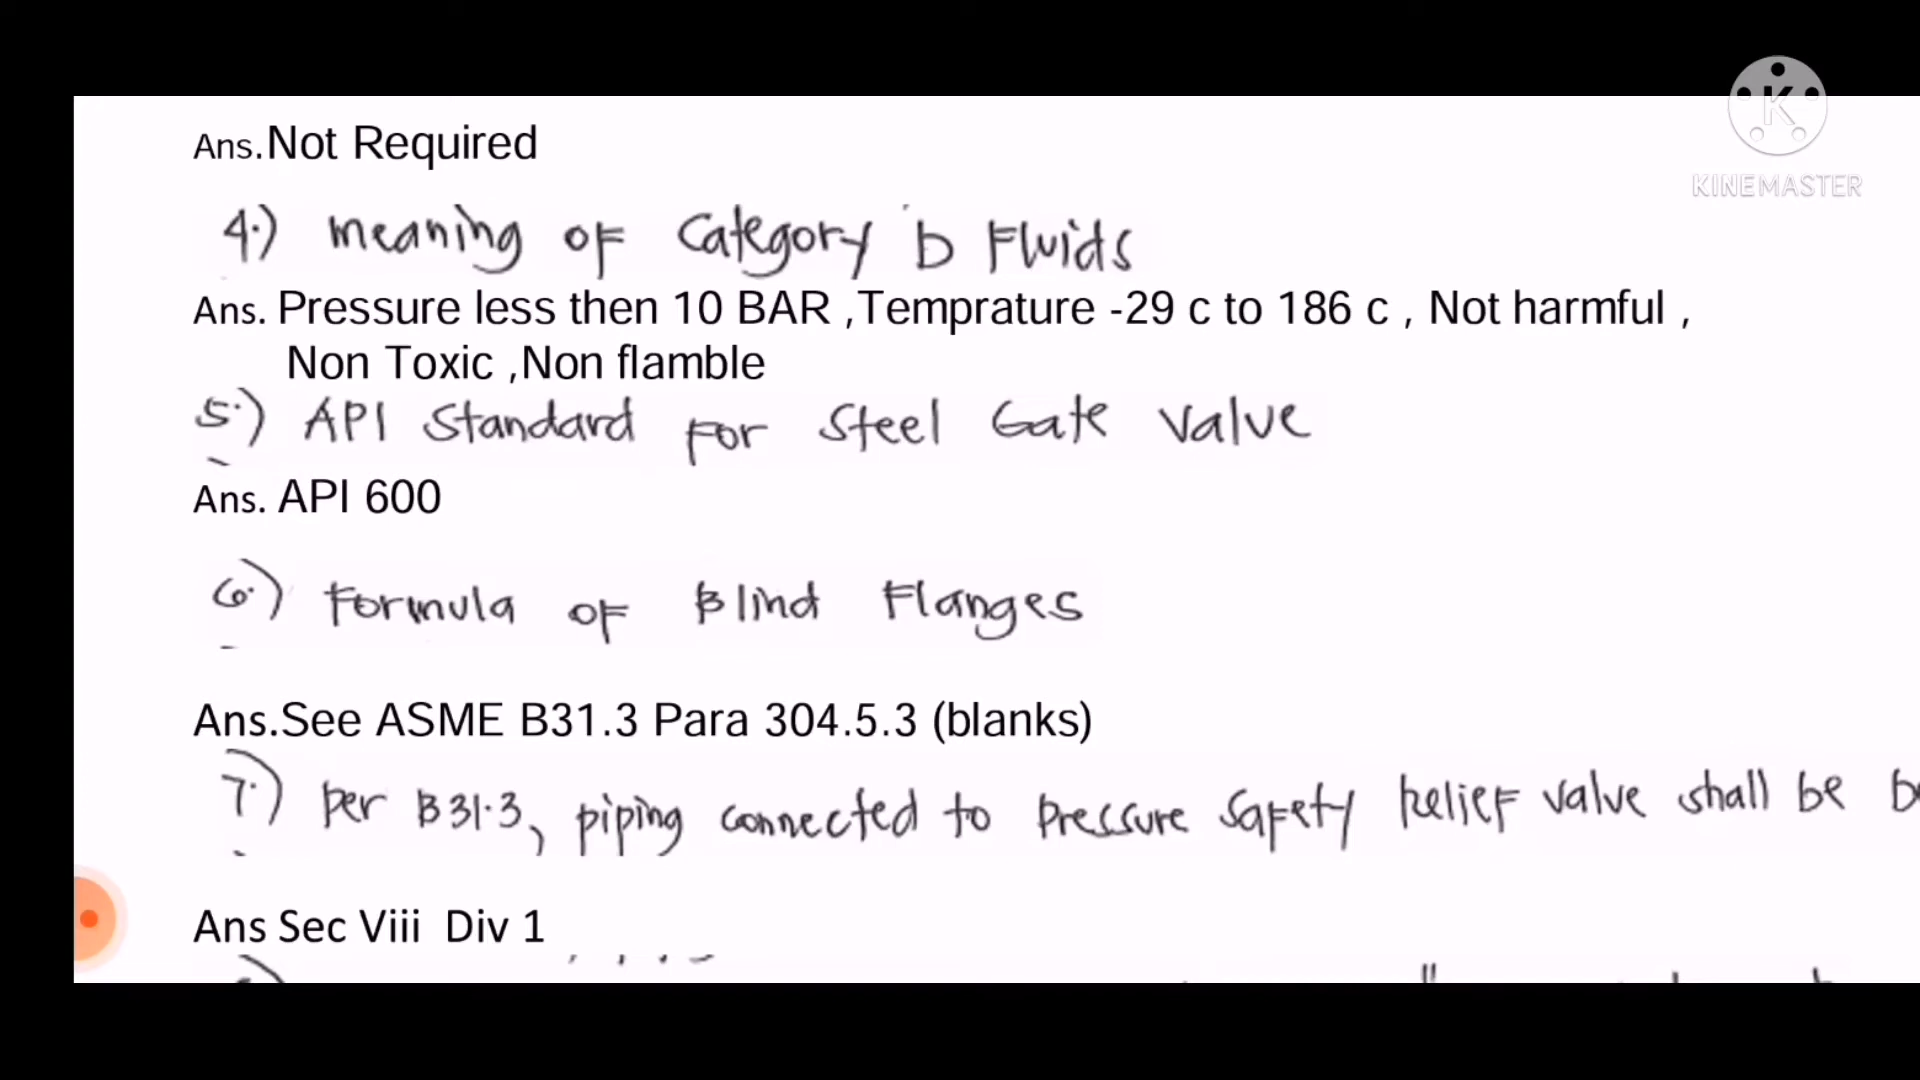 Ans.Not Required
K
KINEMASTER
4.) meaning of Category D Fluids
Ans. Pressure less then 10 BAR ,Temprature -29 c to 186 c , Not harmful ,
Non Toxic ,Non flamble
5.) API Standard For Steel Gate Valve
Ans. API 600
6.) Formula of Blind Flanges
Ans.See ASME B31.3 Para 304.5.3 (blanks)
7.) Per B31.3, piping connected to pressure safety Relief valve shall be
Ans Sec Viii Div 1